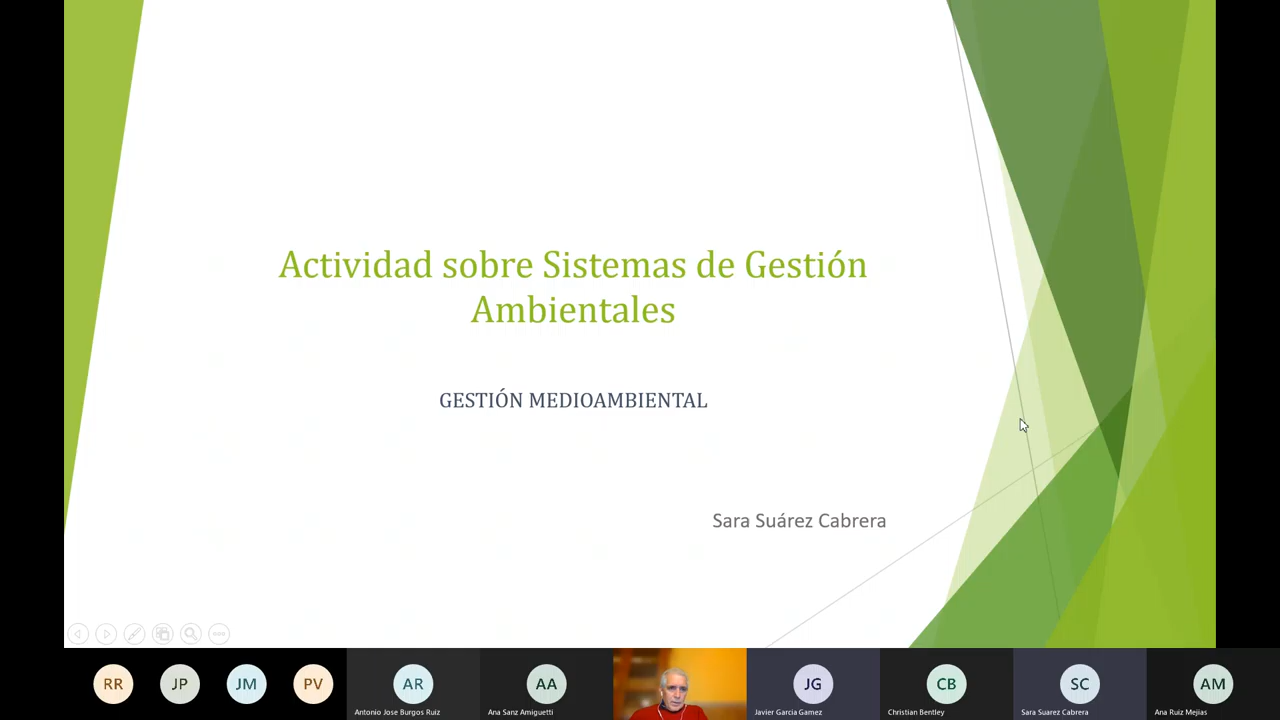 Actividad sobre Sistemas de Gestión
Ambientales
GESTIÓN MEDIOAMBIENTAL
Sara Suárez Cabrera
RR
JP
JM
PV
AR
AA
JG
CB
SC
AM
Antonio Jose Burgos Ruiz
Ana Sanz Amiguetti
Javier Garcia Gamez
Christian Bentley
Sara Suarez Cabrera
Ana Ruiz Mejias